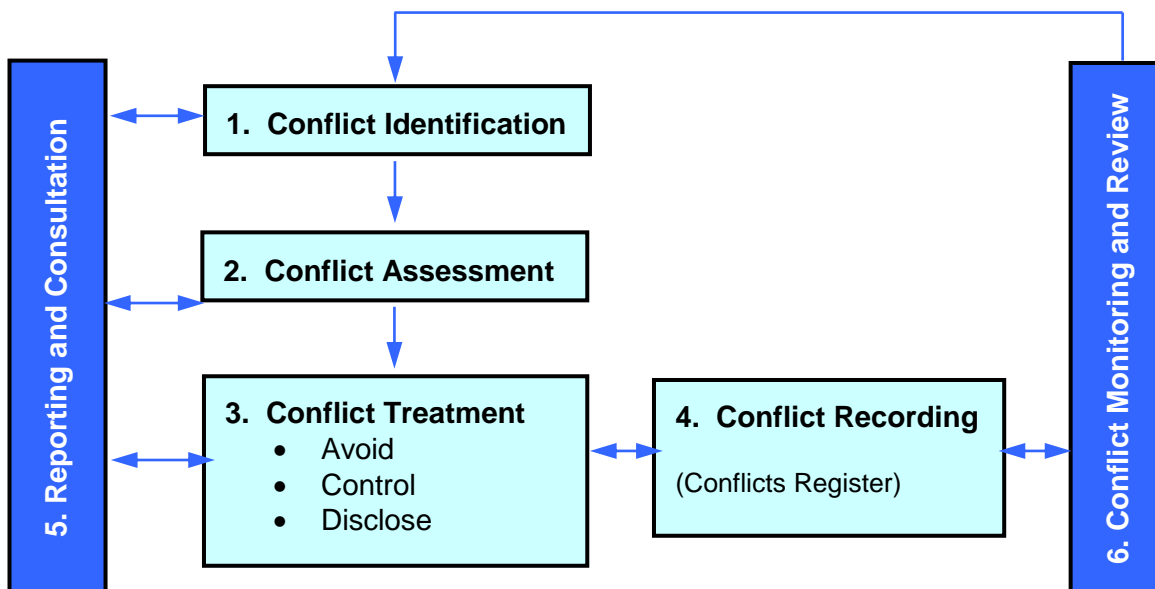 5. Reporting and Consultation
1. Conflict Identification
2. Conflict Assessment
3. Conflict Treatment
• Avoid
• Control
• Disclose
4. Conflict Recording
(Conflicts Register)
6. Conflict Monitoring and Review